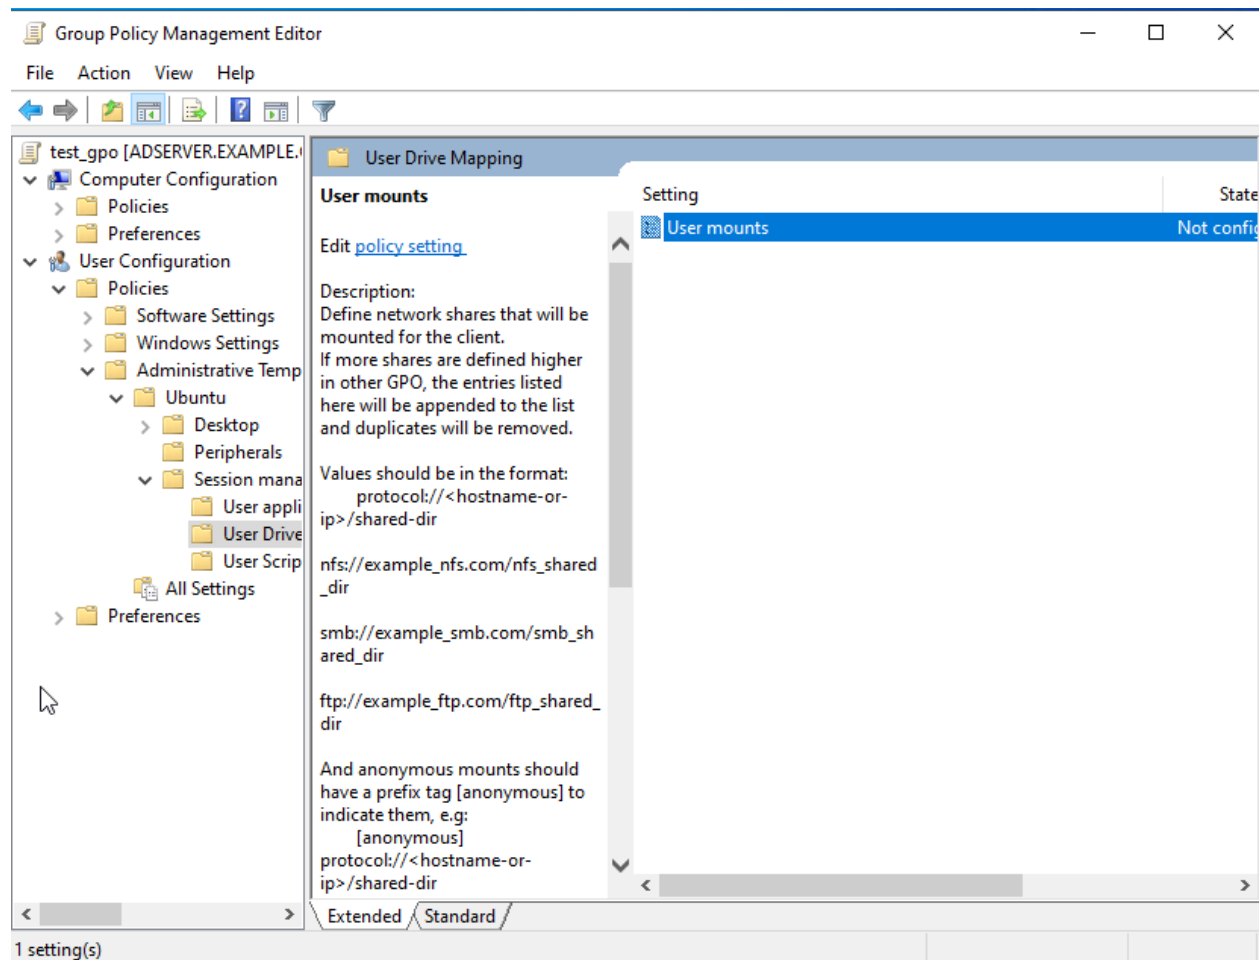 Group Policy Management Editor
File Action View Help
test_gpo [ADSERVER.EXAMPLE.
Computer Configuration
Policies
Preferences
User Configuration
Policies
Software Settings
Windows Settings
Administrative Temp
Ubuntu
Desktop
Peripherals
Session mana
User appli
User Drive
User Scrip
All Settings
Preferences
User Drive Mapping
User mounts
Edit policy setting
Description:
Define network shares that will be
mounted for the client.
If more shares are defined higher
in other GPO, the entries listed
here will be appended to the list
and duplicates will be removed.
Values should be in the format:
protocol://<hostname-or-
ip>/shared-dir
nfs://example_nfs.com/nfs_shared
_dir
smb://example_smb.com/smb_sh
ared_dir
ftp://example_ftp.com/ftp_shared_
dir
And anonymous mounts should
have a prefix tag [anonymous] to
indicate them, e.g:
[anonymous]
protocol://<hostname-or-
ip>/shared-dir
Setting State
User mounts Not config
Extended Standard
1 setting(s)